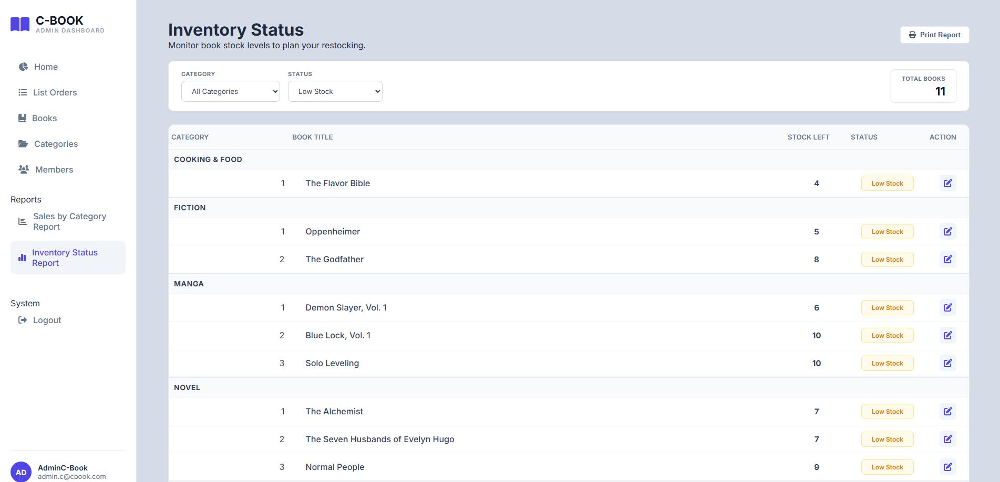 C-BOOK
ADMIN DASHBOARD
Home
List Orders
Books
Categories
Members
Reports
Sales by Category
Report
Inventory Status
Report
System
Logout
AD
AdminC-Book
admin.c@cbook.com
Inventory Status
Monitor book stock levels to plan your restocking.
Print Report
CATEGORY STATUS
All Categories Low Stock
TOTAL BOOKS
11
CATEGORY BOOK TITLE STOCK LEFT STATUS ACTION
COOKING & FOOD
1 The Flavor Bible 4 Low Stock
FICTION
1 Oppenheimer 5 Low Stock
2 The Godfather 8 Low Stock
MANGA
1 Demon Slayer, Vol. 1 6 Low Stock
2 Blue Lock, Vol. 1 10 Low Stock
3 Solo Leveling 10 Low Stock
NOVEL
1 The Alchemist 7 Low Stock
2 The Seven Husbands of Evelyn Hugo 7 Low Stock
3 Normal People 9 Low Stock